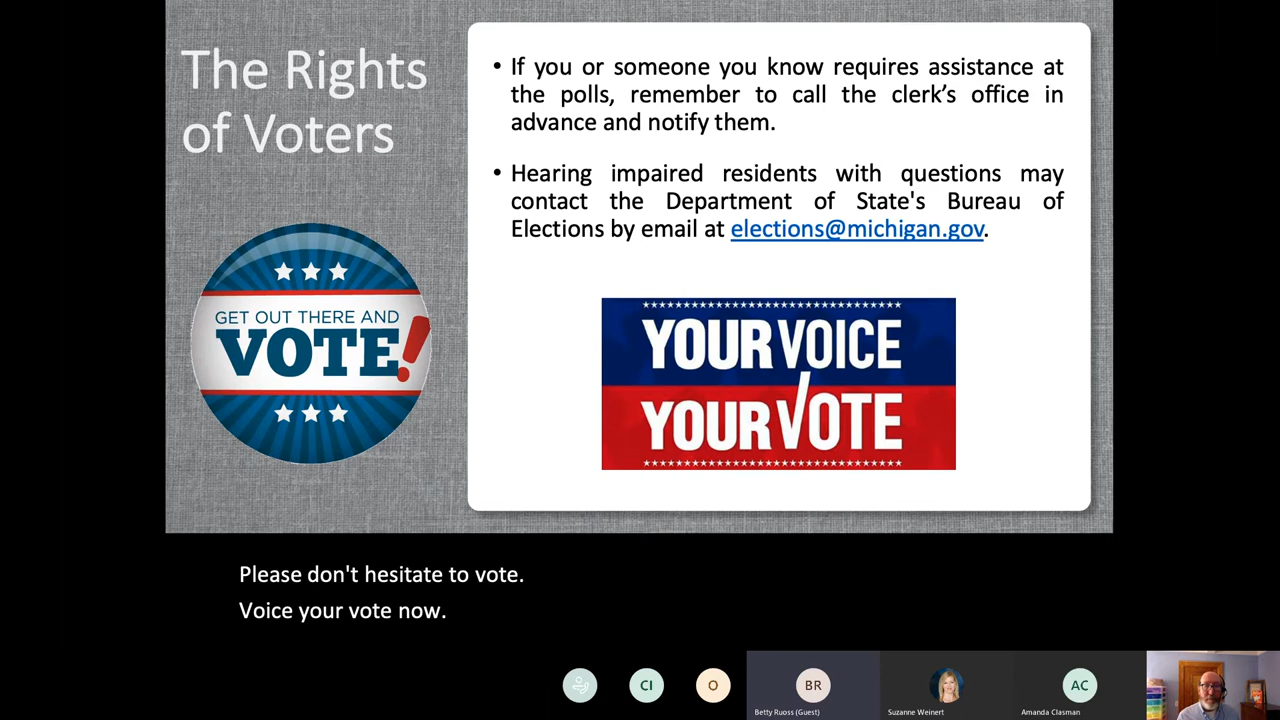 The Rights
of Voters
• If you or someone you know requires assistance at
the polls, remember to call the clerk’s office in
advance and notify them.
• Hearing impaired residents with questions may
contact the Department of State's Bureau of
Elections by email at elections@michigan.gov.
GET OUT THERE AND
VOTE!
YOUR VOICE
YOUR VOTE
Please don't hesitate to vote.
Voice your vote now.
CI
O
BR
AC
Betty Ruoss (Guest)
Suzanne Weinert
Amanda Clasman